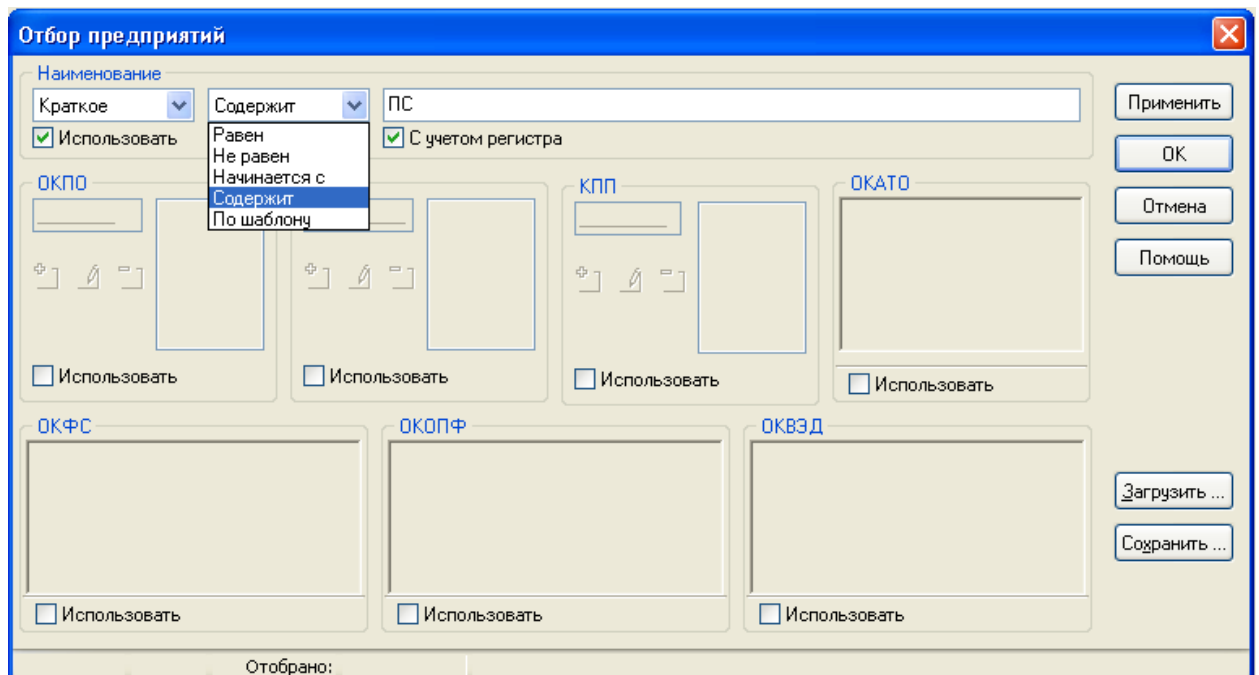 Отбор предприятий
Наименование
Краткое
Содержит
ПС
Применить
Использовать
С учетом регистра
Равен
Не равен
Начинается с
Содержит
По шаблону
OK
ОКПО
КПП
ОКАТО
Отмена
Помощь
Использовать
Использовать
Использовать
Использовать
ОКФС
ОКОПФ
ОКВЭД
Загрузить ...
Сохранить ...
Использовать
Использовать
Использовать
Отобрано: